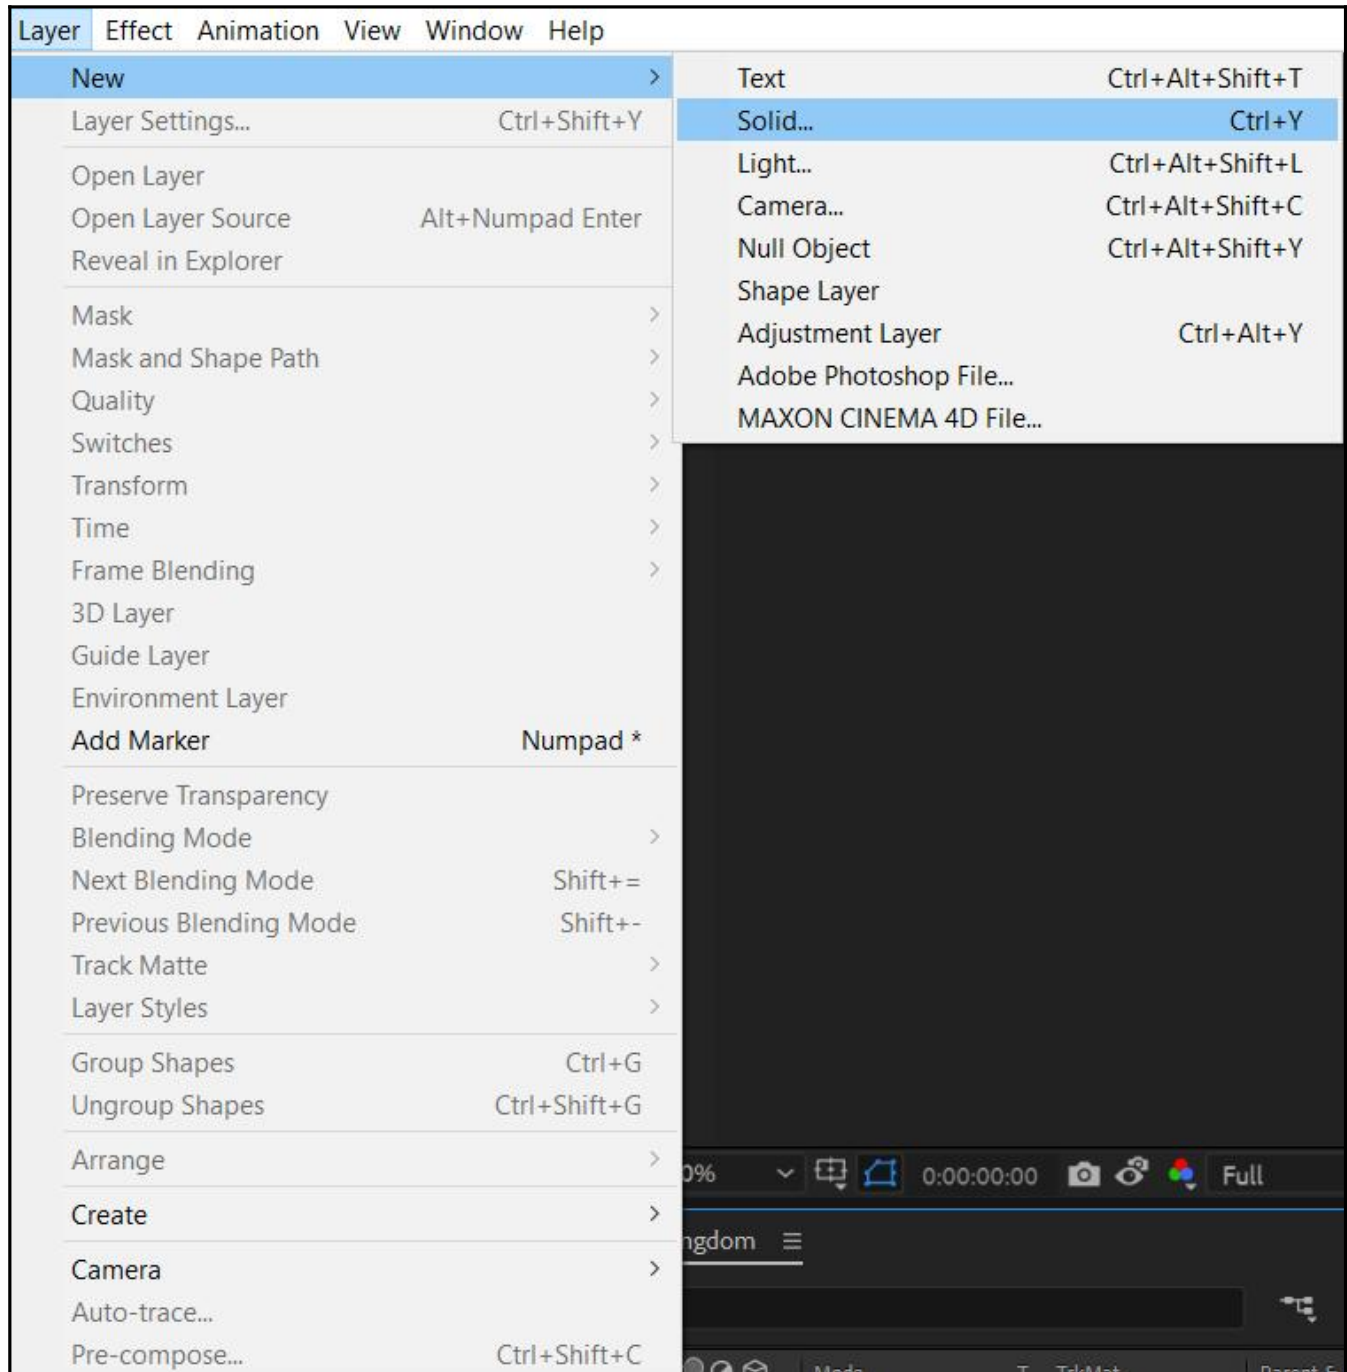 Layer Effect Animation View Window Help
New
Layer Settings... Ctrl+Shift+Y
Open Layer
Open Layer Source Alt+Numpad Enter
Reveal in Explorer
Mask
Mask and Shape Path
Quality
Switches
Transform
Time
Frame Blending
3D Layer
Guide Layer
Environment Layer
Add Marker Numpad *
Preserve Transparency
Blending Mode
Next Blending Mode Shift+=
Previous Blending Mode Shift+-
Track Matte
Layer Styles
Group Shapes Ctrl+G
Ungroup Shapes Ctrl+Shift+G
Arrange
Create
Camera
Auto-trace...
Pre-compose... Ctrl+Shift+C
Text Ctrl+Alt+Shift+T
Solid... Ctrl+Y
Light... Ctrl+Alt+Shift+L
Camera... Ctrl+Alt+Shift+C
Null Object Ctrl+Alt+Shift+Y
Shape Layer
Adjustment Layer Ctrl+Alt+Y
Adobe Photoshop File...
MAXON CINEMA 4D File...
0% 0:00:00:00 Full
ngdom
Mode T TrkMat